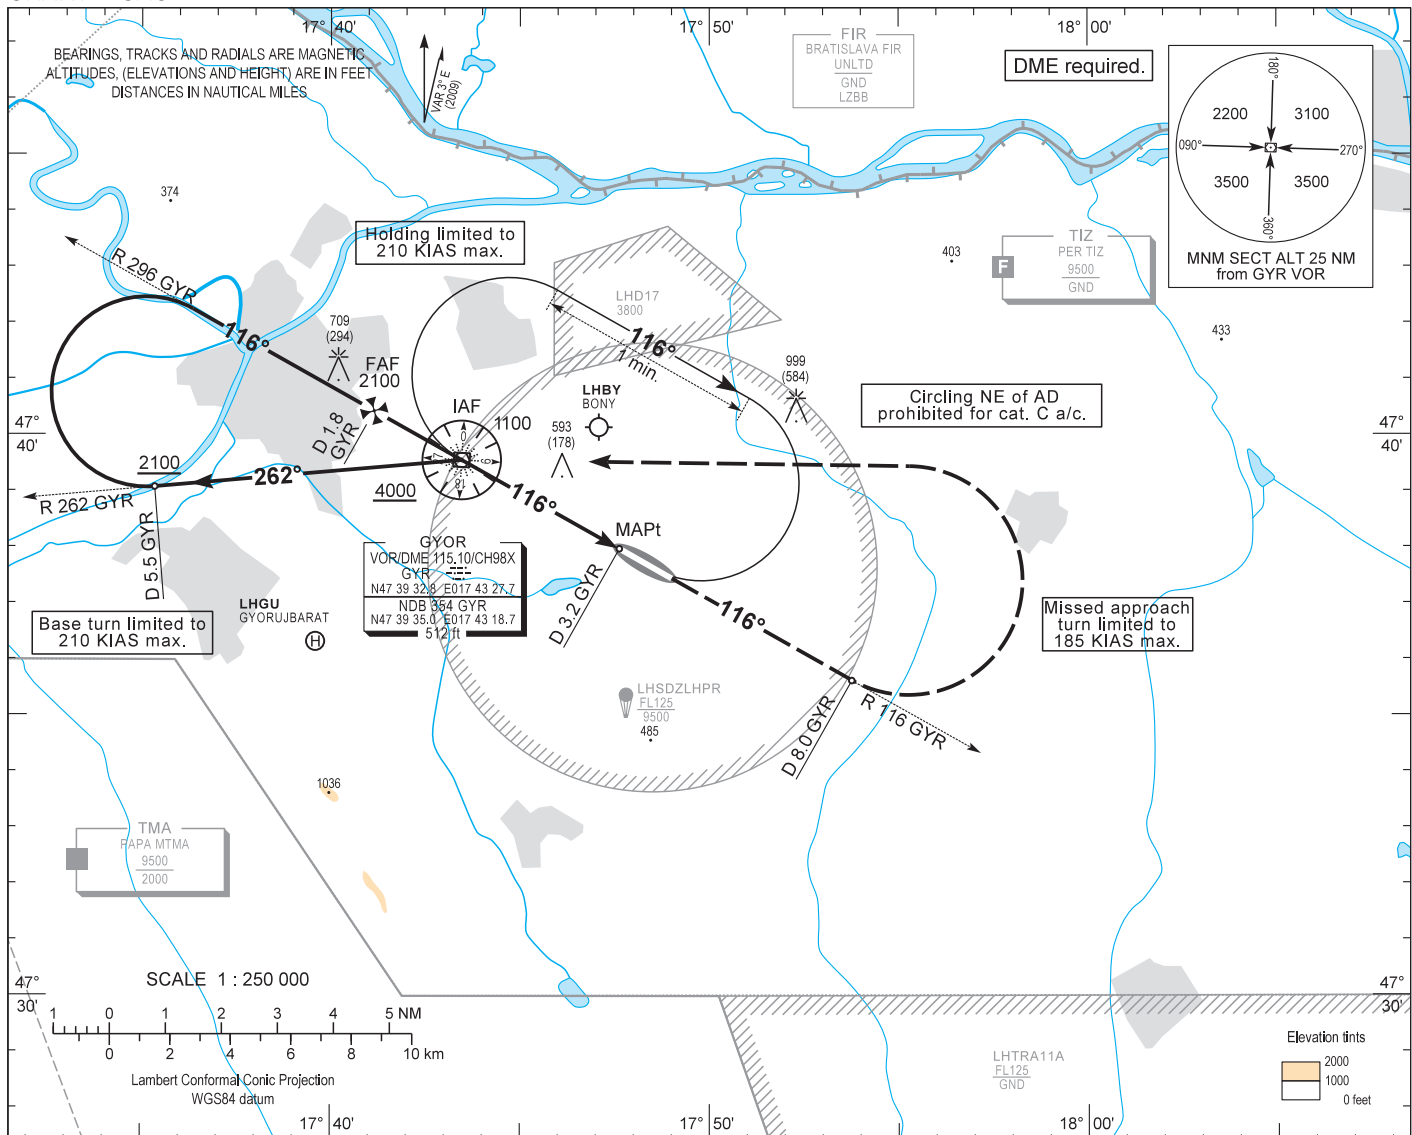 17° 40'
17° 50'
18° 00'
BEARINGS, TRACKS AND RADIALS ARE MAGNETIC
ALTITUDES, (ELEVATIONS AND HEIGHT) ARE IN FEET
DISTANCES IN NAUTICAL MILES
VAR 3° E
(2009)
FIR
BRATISLAVA FIR
UNLTD
GND
LZBB
DME required.
180°
2200
3100
090°
270°
3500
3500
360°
MNM SECT ALT 25 NM
from GYR VOR
374
Holding limited to
210 KIAS max.
403
TIZ
PER TIZ
9500
GND
F
R 296 GYR
116°
LHD17
3800
433
709
(294)
116°
1 min.
FAF
2100
999
(584)
LHBY
BONY
Circling NE of AD
prohibited for cat. C a/c.
47°
40'
D 1.8
GYR
IAF
1100
593
(178)
47°
40'
2100
262°
4000
116°
R 262 GYR
D 5.5 GYR
MAPt
GYOR
VOR/DME 115.10/CH98X
GYR
N47 39 32.8 E017 43 27.7
NDB 354 GYR
N47 39 35.0 E017 43 18.7
512 ft
LHGU
GYORUJBARAT
H
D 3.2 GYR
116°
Base turn limited to
210 KIAS max.
Missed approach
turn limited to
185 KIAS max.
LHSDZLHPR
FL125
9500
485
D 8.0 GYR
R 116 GYR
1036
TMA
PAPA MTMA
9500
2000
47°
30'
47°
30'
SCALE 1 : 250 000
1 0 1 2 3 4 5 NM
0 2 4 6 8 10 km
Lambert Conformal Conic Projection
WGS84 datum
LHTRA11A
FL125
GND
Elevation tints
2000
1000
0 feet
17° 40'
17° 50'
18° 00'